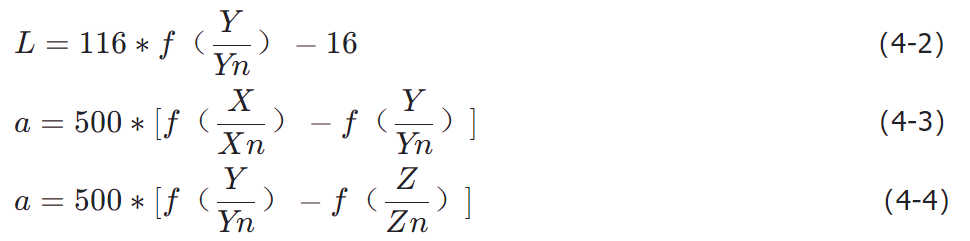 L = 116 * f（Y/Yn）− 16 (4-2)
a = 500 * [f（X/Xn）− f（Y/Yn）] (4-3)
a = 500 * [f（Y/Yn）− f（Z/Zn）] (4-4)